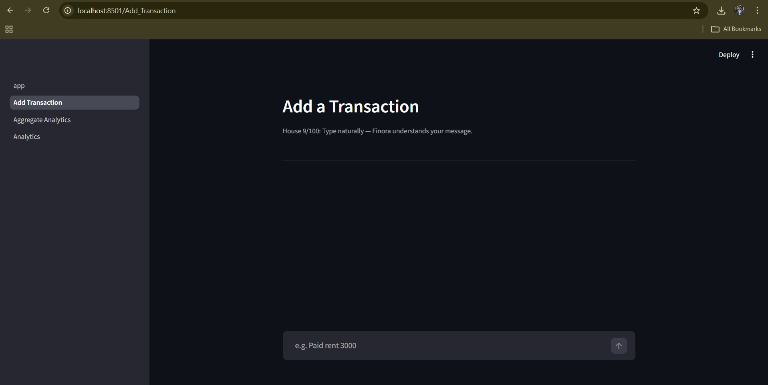 localhost:8501/Add_Transaction
All Bookmarks
Deploy
app
Add Transaction
Aggregate Analytics
Analytics
Add a Transaction
House 9/100: Type naturally — Finora understands your message.
e.g. Paid rent 3000